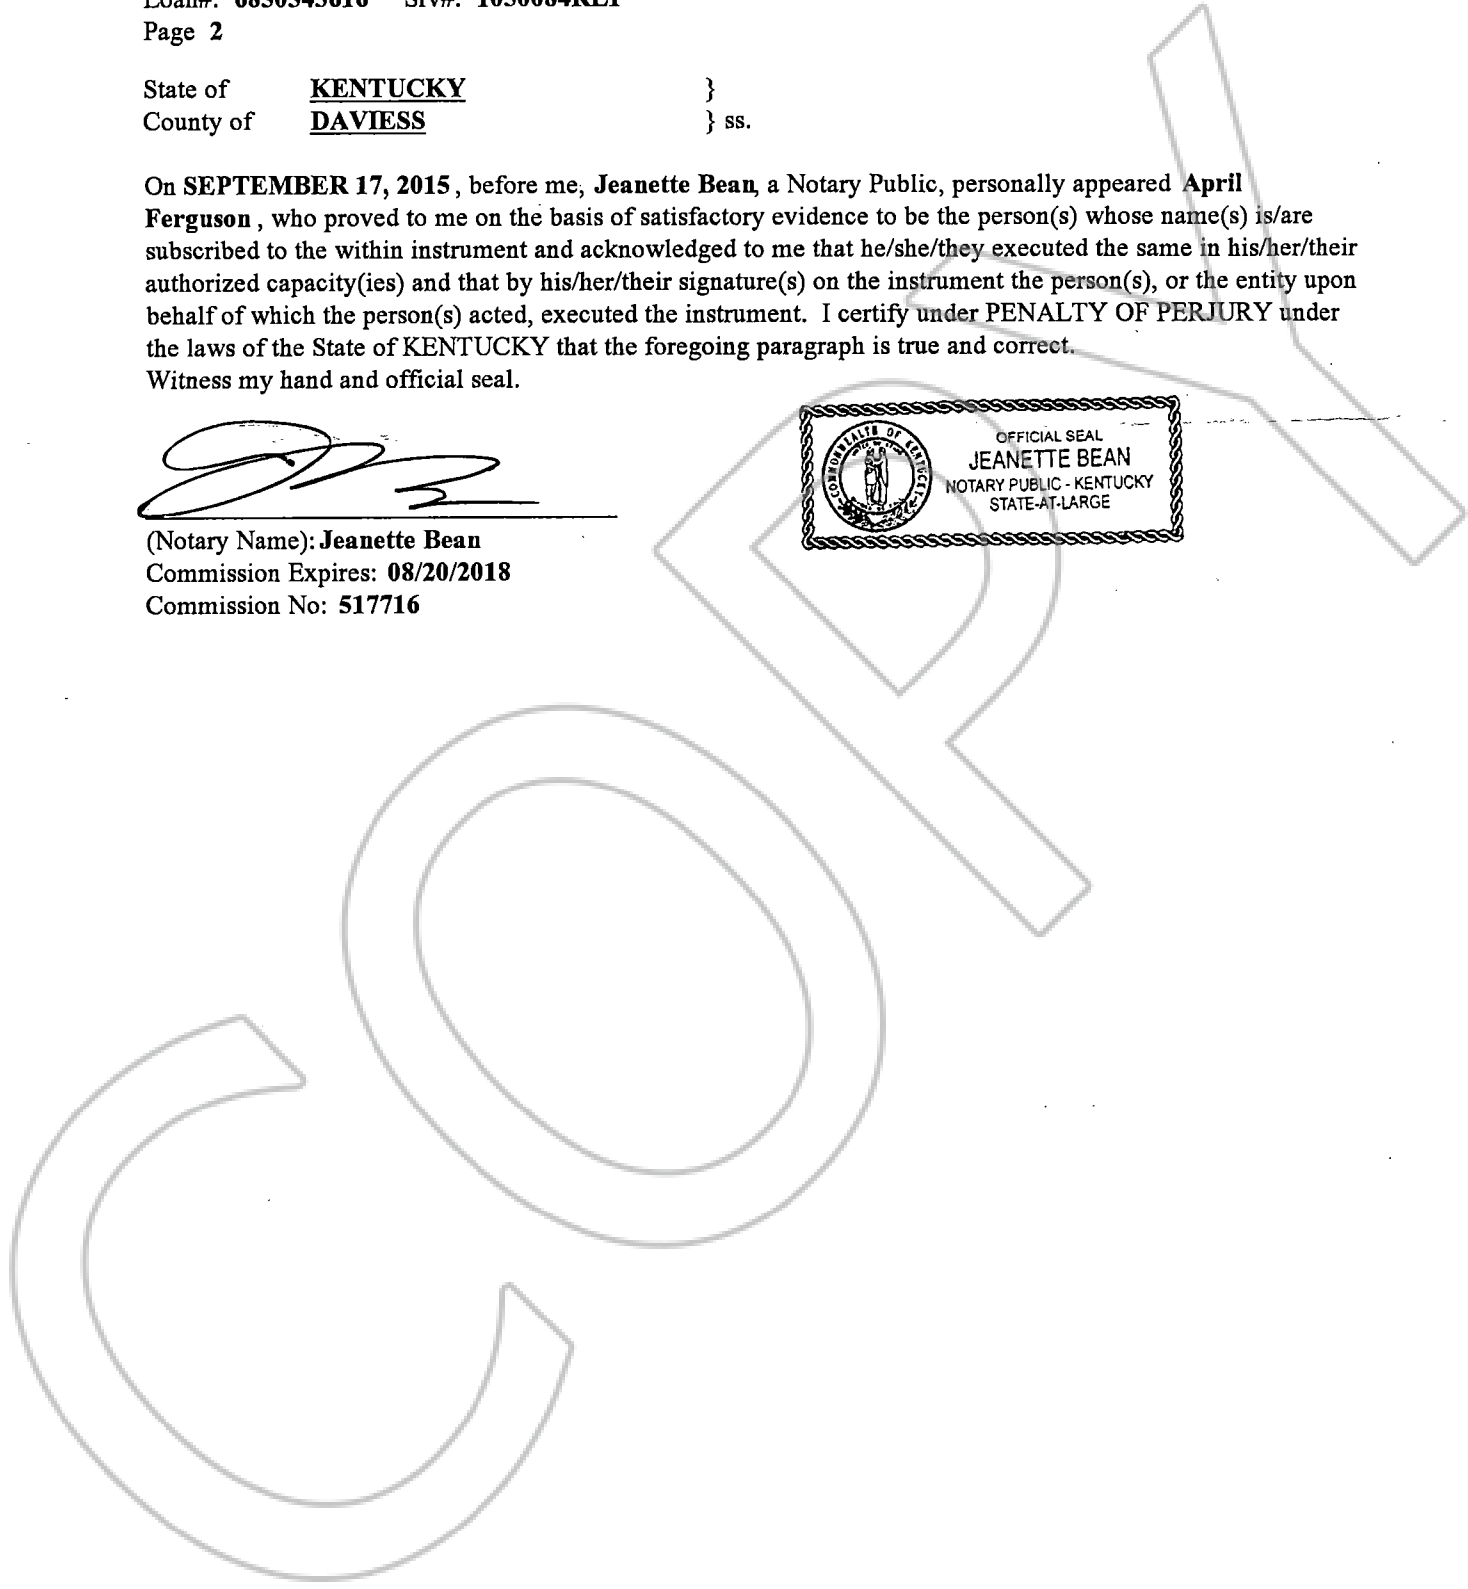 Page 2
State of KENTUCKY }
County of DAVIESS } ss.
On SEPTEMBER 17, 2015 , before me, Jeanette Bean, a Notary Public, personally appeared April
Ferguson , who proved to me on the basis of satisfactory evidence to be the person(s) whose name(s) is/are
subscribed to the within instrument and acknowledged to me that he/she/they executed the same in his/her/their
authorized capacity(ies) and that by his/her/their signature(s) on the instrument the person(s), or the entity upon
behalf of which the person(s) acted, executed the instrument. I certify under PENALTY OF PERJURY under
the laws of the State of KENTUCKY that the foregoing paragraph is true and correct.
Witness my hand and official seal.
COMMONWEALTH OF KENTUCKY
OFFICIAL SEAL
JEANETTE BEAN
NOTARY PUBLIC - KENTUCKY
STATE-AT-LARGE
(Notary Name): Jeanette Bean
Commission Expires: 08/20/2018
Commission No: 517716
COPY